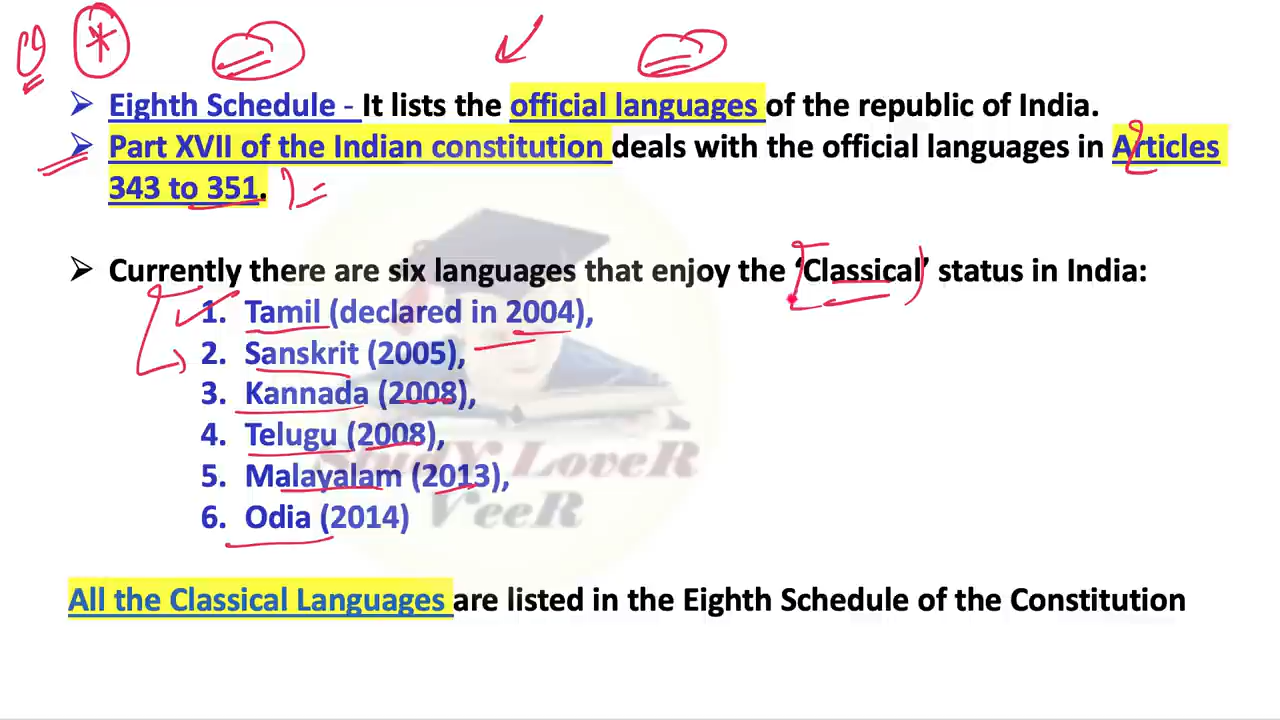 Eighth Schedule - It lists the official languages of the republic of India.
Part XVII of the Indian constitution deals with the official languages in Articles
343 to 351.
Currently there are six languages that enjoy the 'Classical' status in India:
1. Tamil (declared in 2004),
2. Sanskrit (2005),
3. Kannada (2008),
4. Telugu (2008),
5. Malayalam (2013),
6. Odia (2014)
StudY LoveR
VeeR
All the Classical Languages are listed in the Eighth Schedule of the Constitution